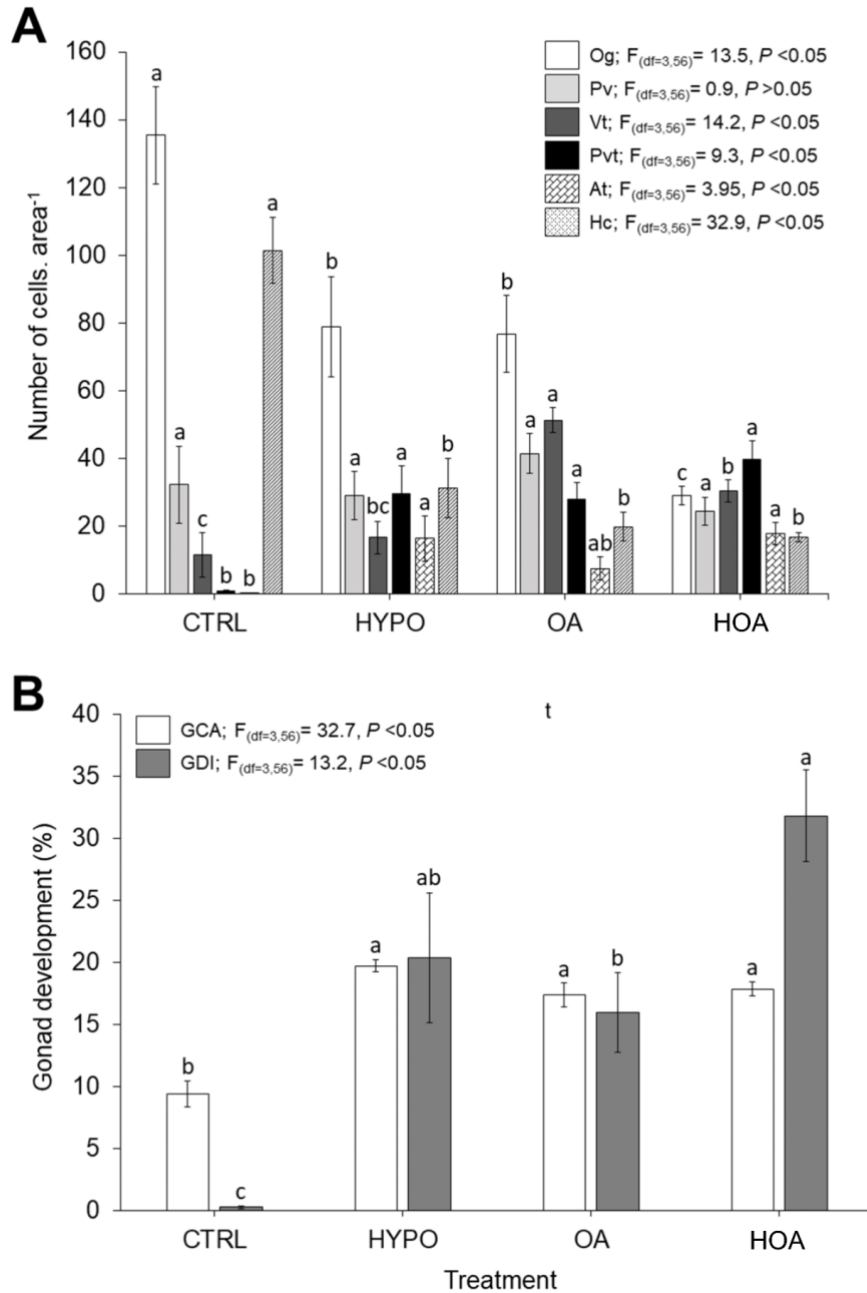 A
160
140
120
100
80
60
40
20
0
Number of cells. area⁻¹
Og; F(df=3,56)= 13.5, P <0.05
Pv; F(df=3,56)= 0.9, P >0.05
Vt; F(df=3,56)= 14.2, P <0.05
Pvt; F(df=3,56)= 9.3, P <0.05
At; F(df=3,56)= 3.95, P <0.05
Hc; F(df=3,56)= 32.9, P <0.05
a a c b b a
b a bc a a b
b a a a ab b
c a b a a b
CTRL HYPO OA HOA
B
40
35
30
25
20
15
10
5
0
Gonad development (%)
GCA; F(df=3,56)= 32.7, P <0.05
GDI; F(df=3,56)= 13.2, P <0.05
t
b c
a ab
a b
a a
CTRL HYPO OA HOA
Treatment